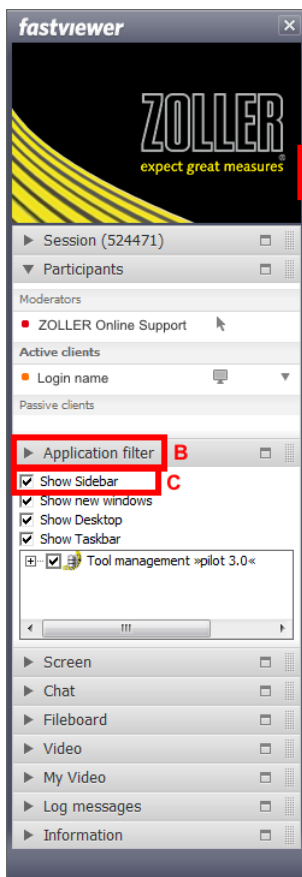 fastviewer
ZOLLER
expect great measures
Session (524471)
Participants
Moderators
ZOLLER Online Support
Active clients
Login name
Passive clients
Application filter B
Show Sidebar C
Show new windows
Show Desktop
Show Taskbar
Tool management »pilot 3.0«
Screen
Chat
Fileboard
Video
My Video
Log messages
Information